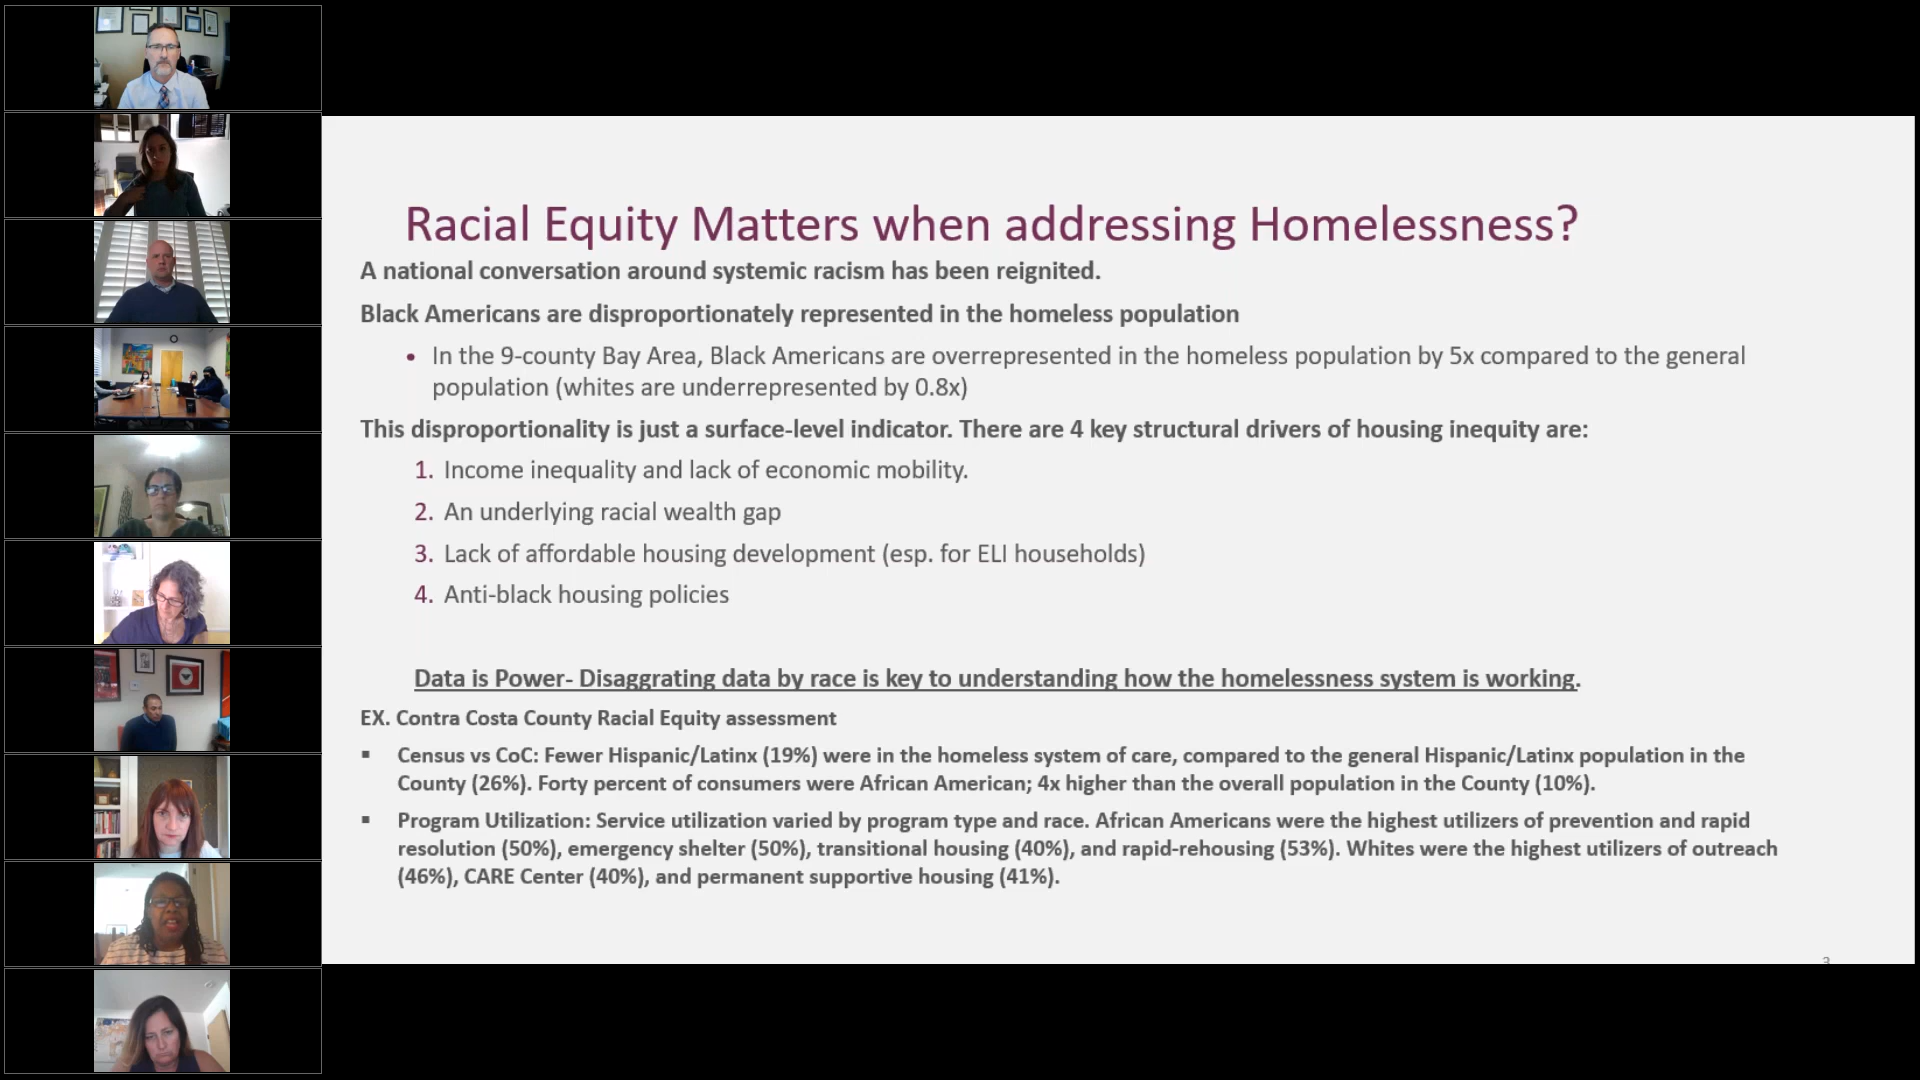 Racial Equity Matters when addressing Homelessness?
A national conversation around systemic racism has been reignited.
Black Americans are disproportionately represented in the homeless population
• In the 9-county Bay Area, Black Americans are overrepresented in the homeless population by 5x compared to the general
population (whites are underrepresented by 0.8x)
This disproportionality is just a surface-level indicator. There are 4 key structural drivers of housing inequity are:
1. Income inequality and lack of economic mobility.
2. An underlying racial wealth gap
3. Lack of affordable housing development (esp. for ELI households)
4. Anti-black housing policies
Data is Power- Disaggrating data by race is key to understanding how the homelessness system is working.
EX. Contra Costa County Racial Equity assessment
▪ Census vs CoC: Fewer Hispanic/Latinx (19%) were in the homeless system of care, compared to the general Hispanic/Latinx population in the
County (26%). Forty percent of consumers were African American; 4x higher than the overall population in the County (10%).
▪ Program Utilization: Service utilization varied by program type and race. African Americans were the highest utilizers of prevention and rapid
resolution (50%), emergency shelter (50%), transitional housing (40%), and rapid-rehousing (53%). Whites were the highest utilizers of outreach
(46%), CARE Center (40%), and permanent supportive housing (41%).
3